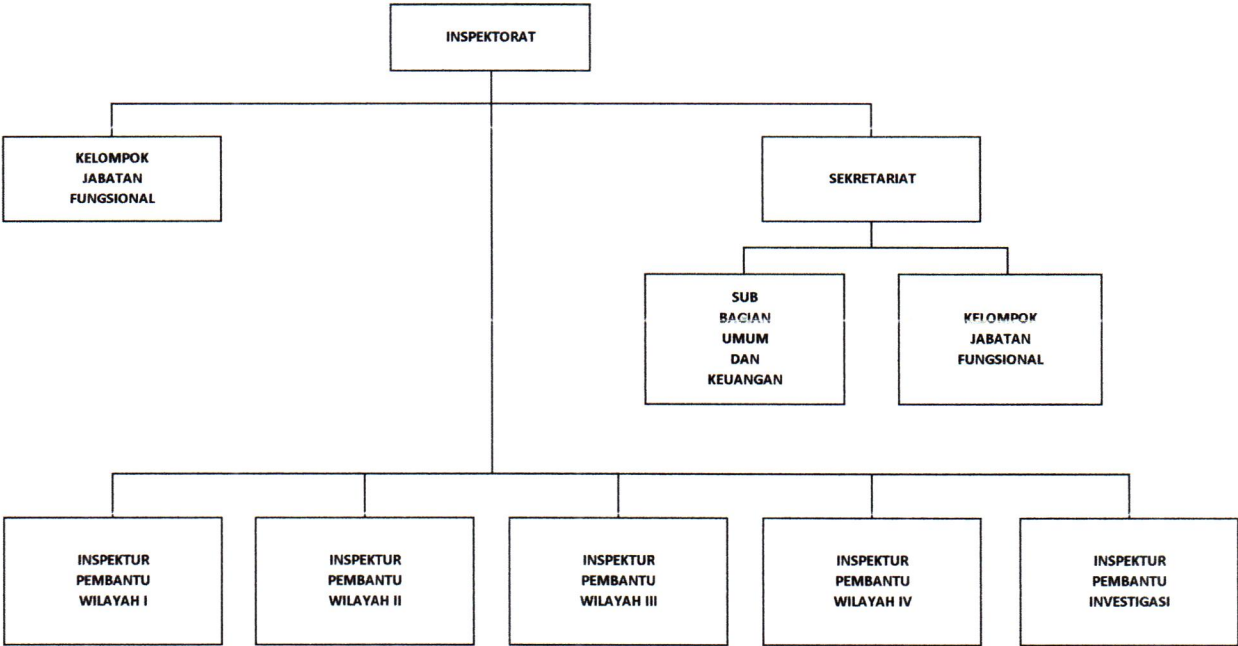 INSPEKTORAT
KELOMPOK
JABATAN
FUNGSIONAL
SEKRETARIAT
SUB
BAGIAN
UMUM
DAN
KEUANGAN
KELOMPOK
JABATAN
FUNGSIONAL
INSPEKTUR
PEMBANTU
WILAYAH I
INSPEKTUR
PEMBANTU
WILAYAH II
INSPEKTUR
PEMBANTU
WILAYAH III
INSPEKTUR
PEMBANTU
WILAYAH IV
INSPEKTUR
PEMBANTU
INVESTIGASI